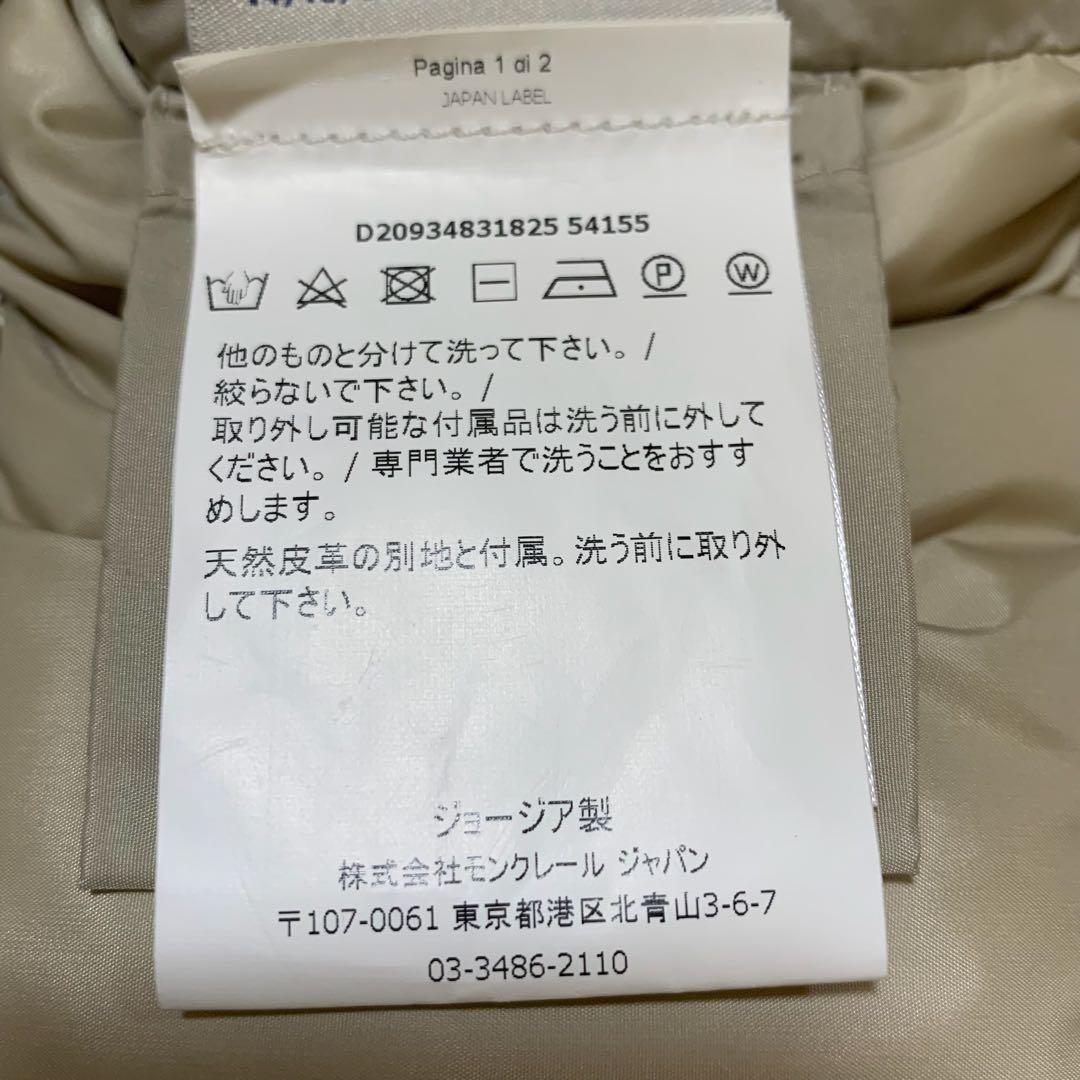 Pagina 1 di 2
JAPAN LABEL
D20934831825 54155
P W
他のものと分けて洗って下さい。/
絞らないで下さい。/
取り外し可能な付属品は洗う前に外して
ください。/ 専門業者で洗うことをおすす
めします。
天然皮革の別地と付属。洗う前に取り外
して下さい。
ジョージア製
株式会社モンクレール ジャパン
〒107-0061 東京都港区北青山3-6-7
03-3486-2110